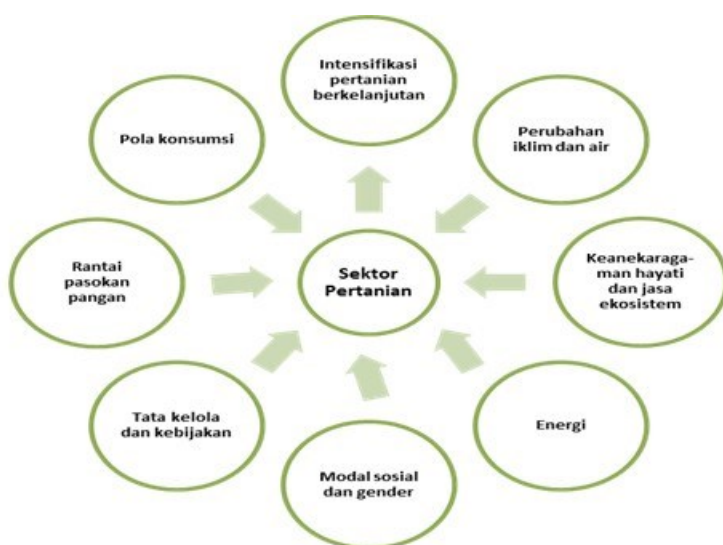 Intensifikasi
pertanian
berkelanjutan
Pola konsumsi
Perubahan
iklim dan air
Rantai
pasokan
pangan
Sektor
Pertanian
Keanekaraga-
man hayati
dan jasa
ekosistem
Tata kelola
dan kebijakan
Energi
Modal sosial
dan gender